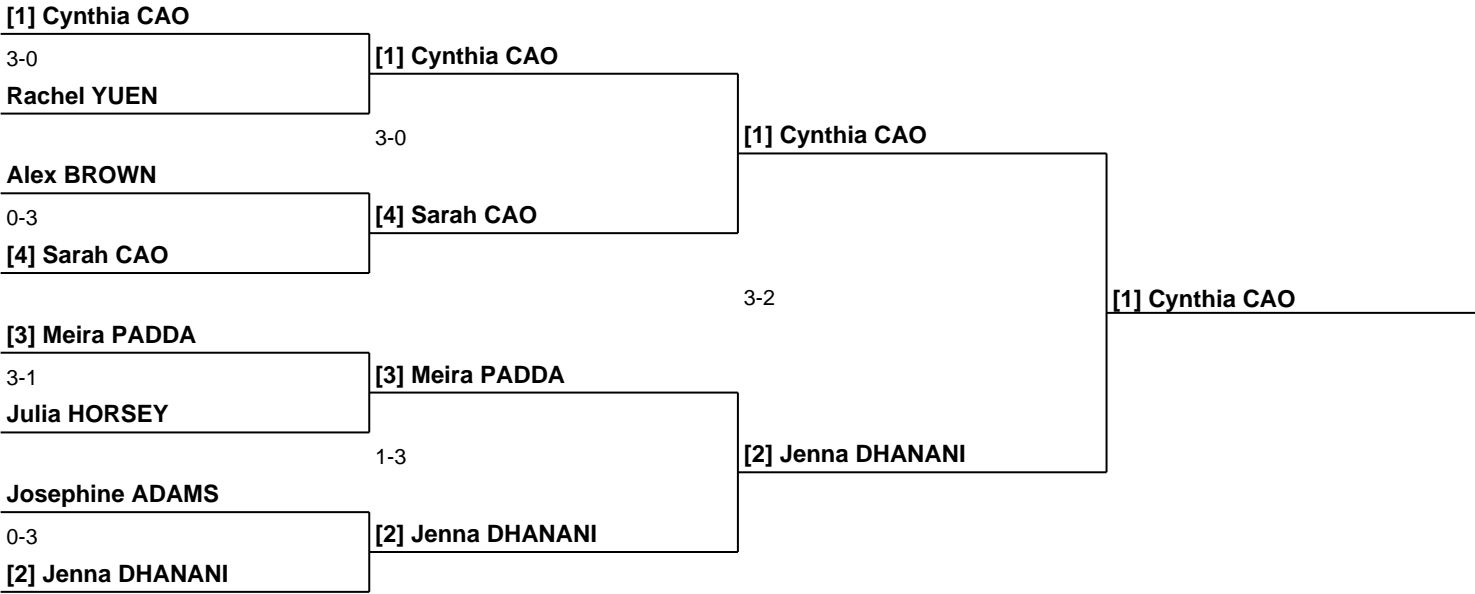 [1] Cynthia CAO
3-0
Rachel YUEN
Alex BROWN
0-3
[4] Sarah CAO
[3] Meira PADDA
3-1
Julia HORSEY
Josephine ADAMS
0-3
[2] Jenna DHANANI
[1] Cynthia CAO
3-0
[4] Sarah CAO
[3] Meira PADDA
1-3
[2] Jenna DHANANI
[1] Cynthia CAO
3-2
[2] Jenna DHANANI
[1] Cynthia CAO